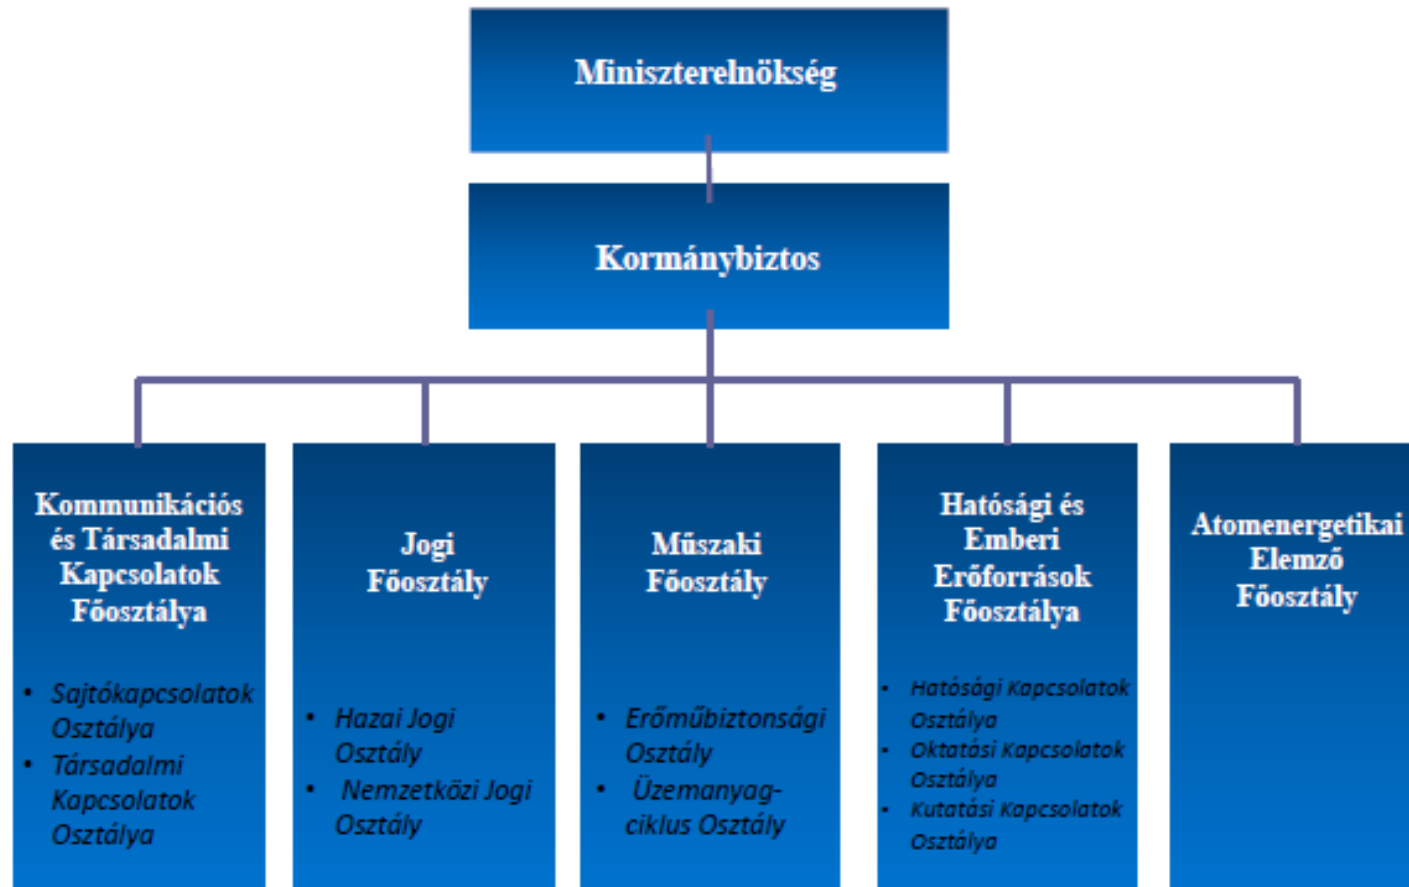 Miniszterelnökség
Kormánybiztos
Kommunikációs
és Társadalmi
Kapcsolatok
Főosztálya
• Sajtókapcsolatok
Osztálya
• Társadalmi
Kapcsolatok
Osztálya
Jogi
Főosztály
• Hazai Jogi
Osztály
• Nemzetközi Jogi
Osztály
Műszaki
Főosztály
• Erőműbiztonsági
Osztály
• Üzemanyag-
ciklus Osztály
Hatósági és
Emberi
Erőforrások
Főosztálya
• Hatósági Kapcsolatok
Osztálya
• Oktatási Kapcsolatok
Osztálya
• Kutatási Kapcsolatok
Osztálya
Atomenergetikai
Elemző
Főosztály